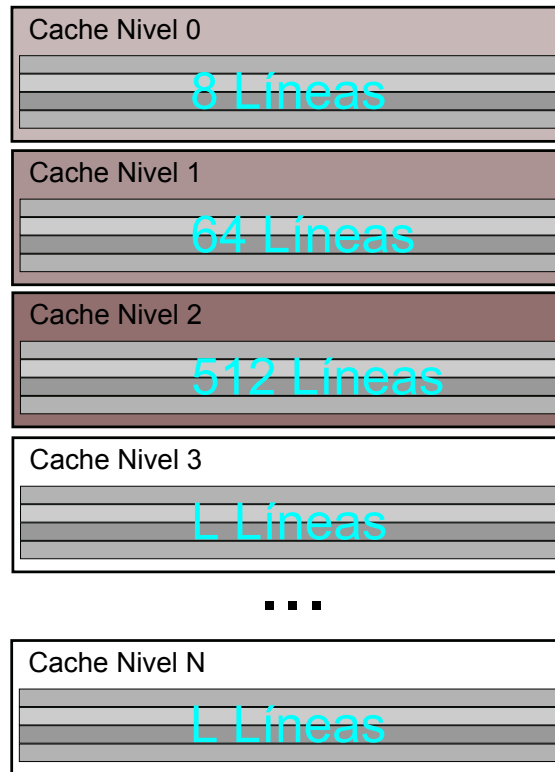 Cache Nivel 0
8 Líneas
Cache Nivel 1
64 Líneas
Cache Nivel 2
512 Líneas
Cache Nivel 3
L Líneas
...
Cache Nivel N
L Líneas